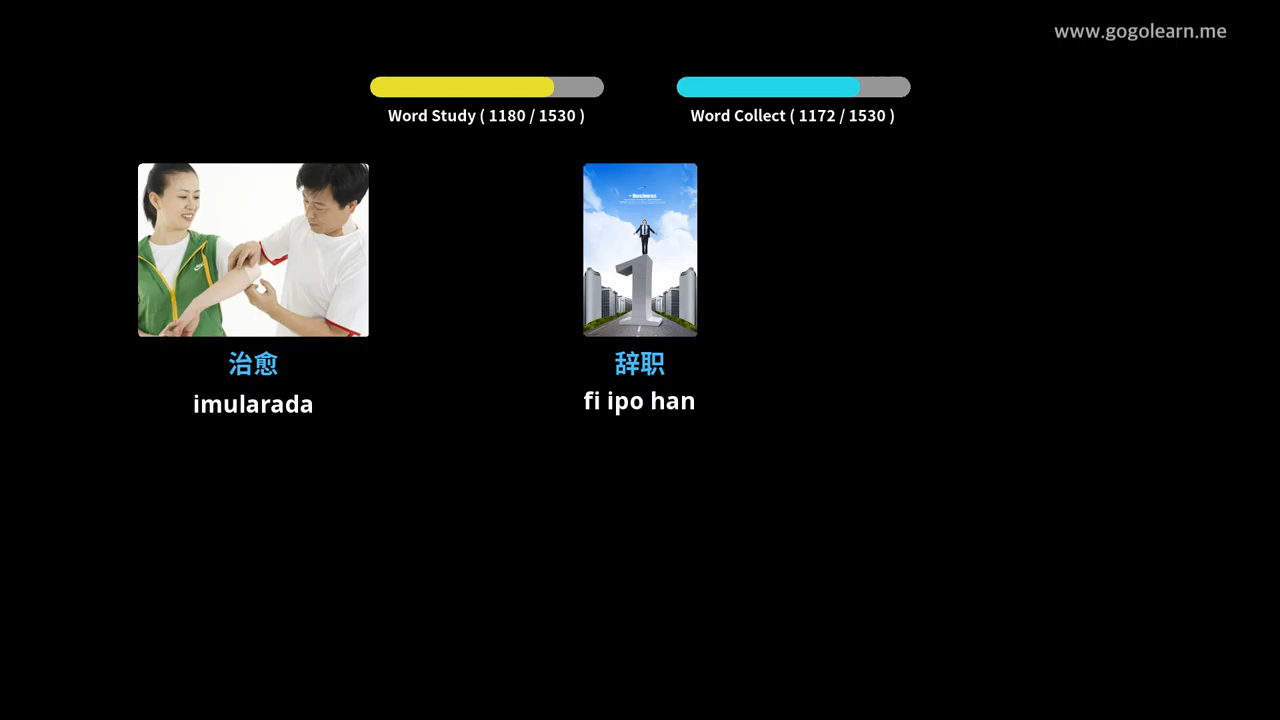 www.gogolearn.me
Word Study ( 1180 / 1530 )
Word Collect ( 1172 / 1530 )
Business
治愈
辞职
imularada
fi ipo han